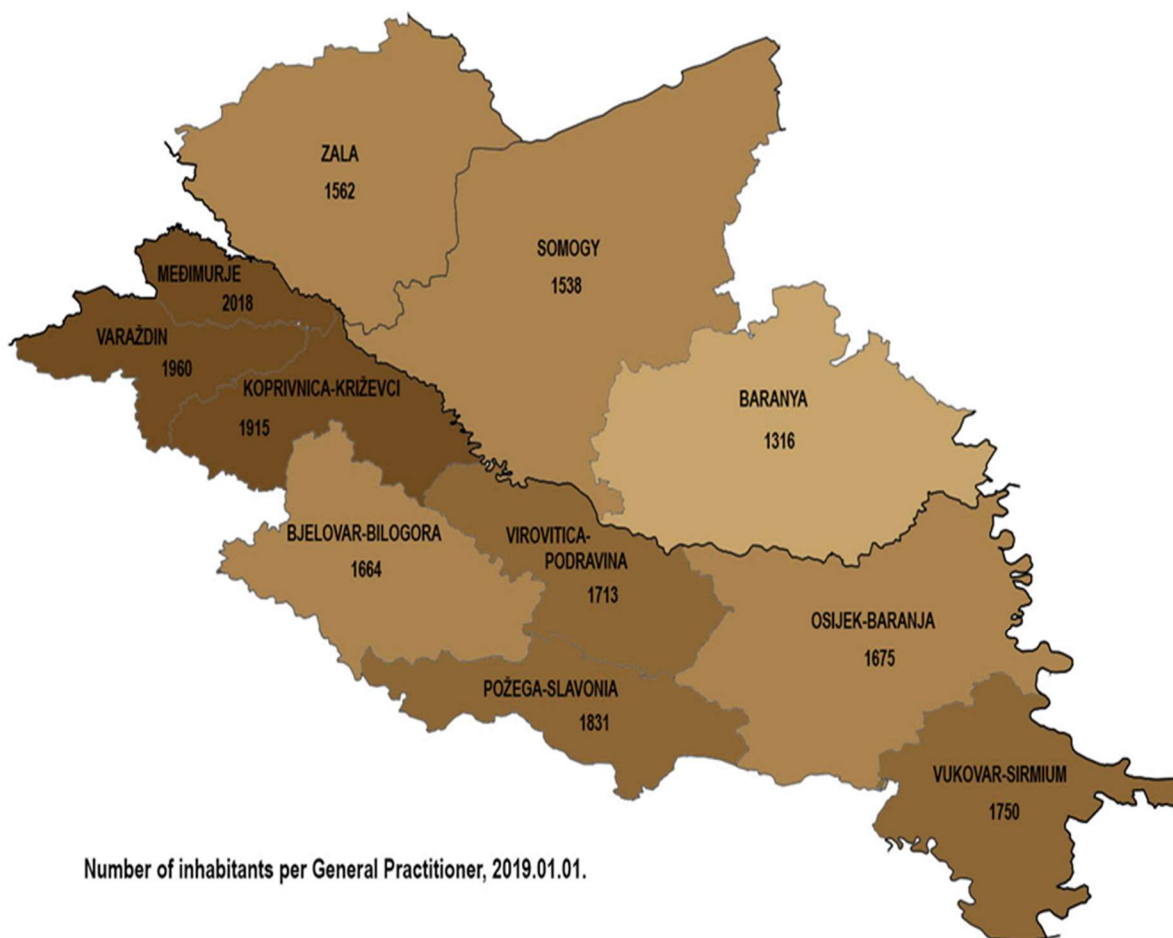 ZALA
1562
SOMOGY
1538
MEĐIMURJE
2018
VARAŽDIN
1960
KOPRIVNICA-KRIŽEVCI
1915
BARANYA
1316
BJELOVAR-BILOGORA
1664
VIROVITICA-
PODRAVINA
1713
OSIJEK-BARANJA
1675
POŽEGA-SLAVONIA
1831
VUKOVAR-SIRMIUM
1750
Number of inhabitants per General Practitioner, 2019.01.01.